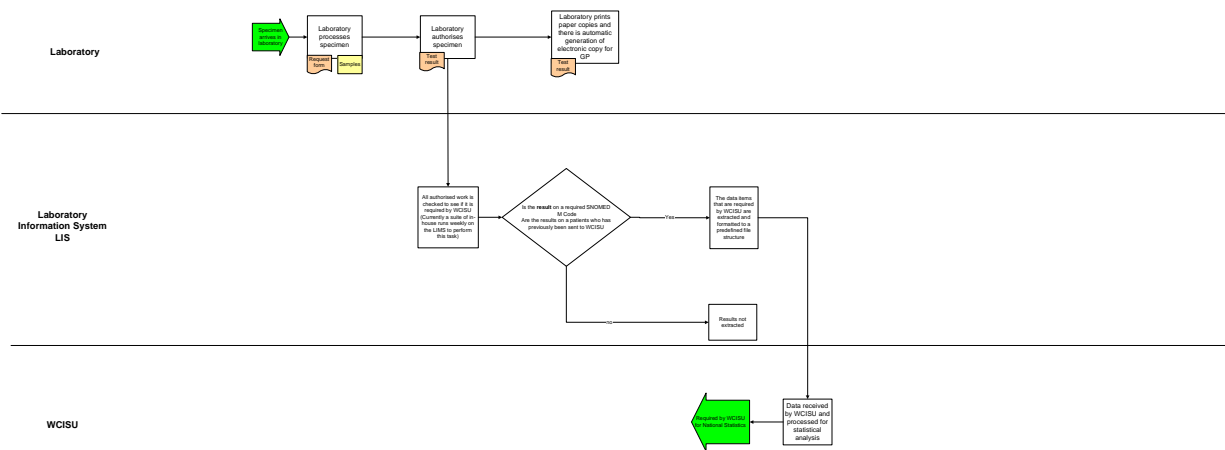 Specimen
arrives in
laboratory
Laboratory
processes
specimen
Request
form
Samples
Laboratory
authorises
specimen
Test
result
Laboratory prints
paper copies and
there is automatic
generation of
electronic copy for
GP
Test
result
Laboratory
All authorised work is
checked to see if it is
required by WCISU
(Currently a suite of in-
house runs weekly on
the LIMS to perform
this task)
Is the result on a required SNOMED
M Code
Are the results on a patients who has
previously been sent to WCISU
Yes
The data items
that are required
by WCISU are
extracted and
formatted to a
predefined file
structure
Laboratory
Information System
LIS
no
Results not
extracted
Required by WCISU
for National Statistics
Data received
by WCISU and
processed for
statistical
analysis
WCISU